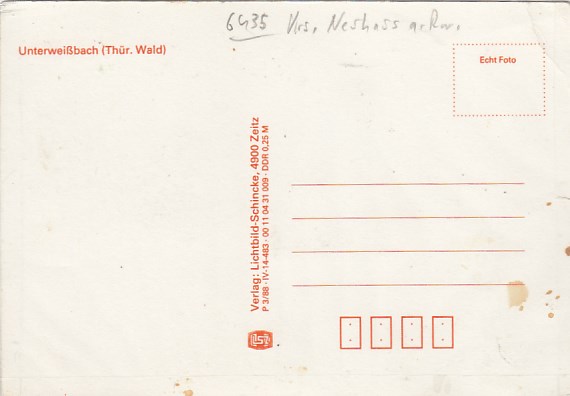 6435 Krs. Neuhaus a. Rw.
Unterweißbach (Thür. Wald)
Echt Foto
Verlag: Lichtbild-Schincke, 4900 Zeitz
P 3/88 · IV-14-483 · 00 11 04 31 009 · DDR 0,25 M